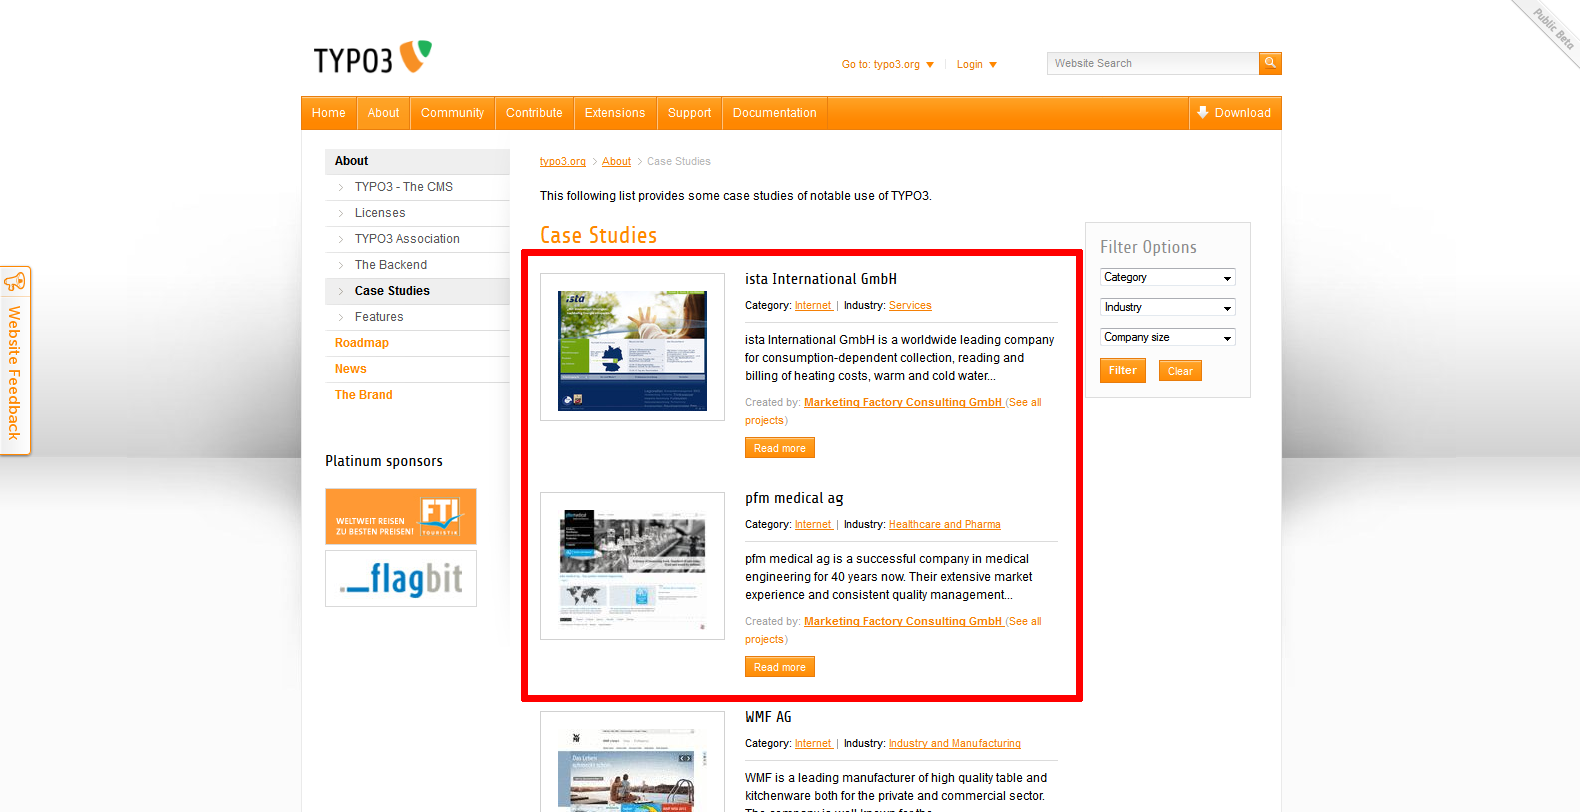 Public Beta
TYPO3
Go to: typo3.org
Login
Website Search
Home
About
Community
Contribute
Extensions
Support
Documentation
Download
About
TYPO3 - The CMS
Licenses
TYPO3 Association
The Backend
Case Studies
Features
Roadmap
News
The Brand
Website Feedback
Platinum sponsors
WELTWEIT REISEN
ZU BESTEN PREISEN!
FTI
TOURISTIK
flagbit
typo3.org > About > Case Studies
This following list provides some case studies of notable use of TYPO3.
Case Studies
ista
ista International GmbH
Category: Internet | Industry: Services
ista International GmbH is a worldwide leading company
for consumption-dependent collection, reading and
billing of heating costs, warm and cold water...
Created by: Marketing Factory Consulting GmbH (See all
projects)
Read more
pfm medical ag
Category: Internet | Industry: Healthcare and Pharma
pfm medical ag is a successful company in medical
engineering for 40 years now. Their extensive market
experience and consistent quality management...
Created by: Marketing Factory Consulting GmbH (See all
projects)
Read more
WMF AG
Category: Internet | Industry: Industry and Manufacturing
WMF is a leading manufacturer of high quality table and
kitchenware both for the private and commercial sector.
Das Leben
Filter Options
Category
Industry
Company size
Filter
Clear